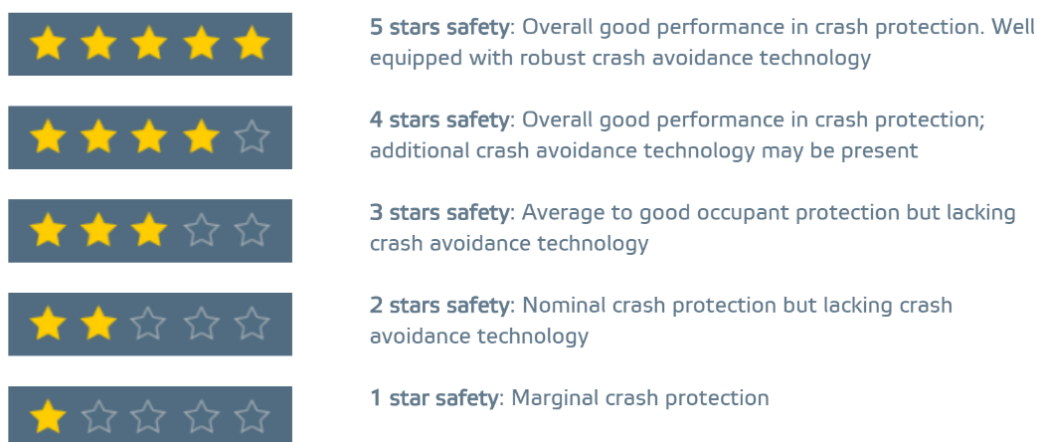 5 stars safety: Overall good performance in crash protection. Well
equipped with robust crash avoidance technology
4 stars safety: Overall good performance in crash protection;
additional crash avoidance technology may be present
3 stars safety: Average to good occupant protection but lacking
crash avoidance technology
2 stars safety: Nominal crash protection but lacking crash
avoidance technology
1 star safety: Marginal crash protection